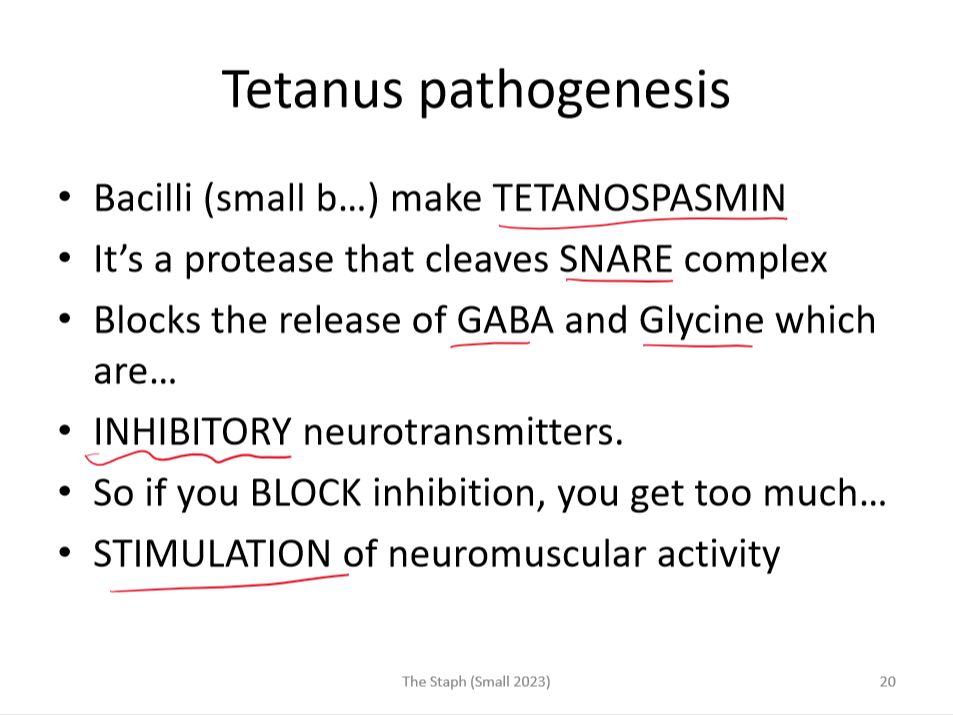 Tetanus pathogenesis
• Bacilli (small b…) make TETANOSPASMIN
• It’s a protease that cleaves SNARE complex
• Blocks the release of GABA and Glycine which
are…
• INHIBITORY neurotransmitters.
• So if you BLOCK inhibition, you get too much…
• STIMULATION of neuromuscular activity
The Staph (Small 2023)
20